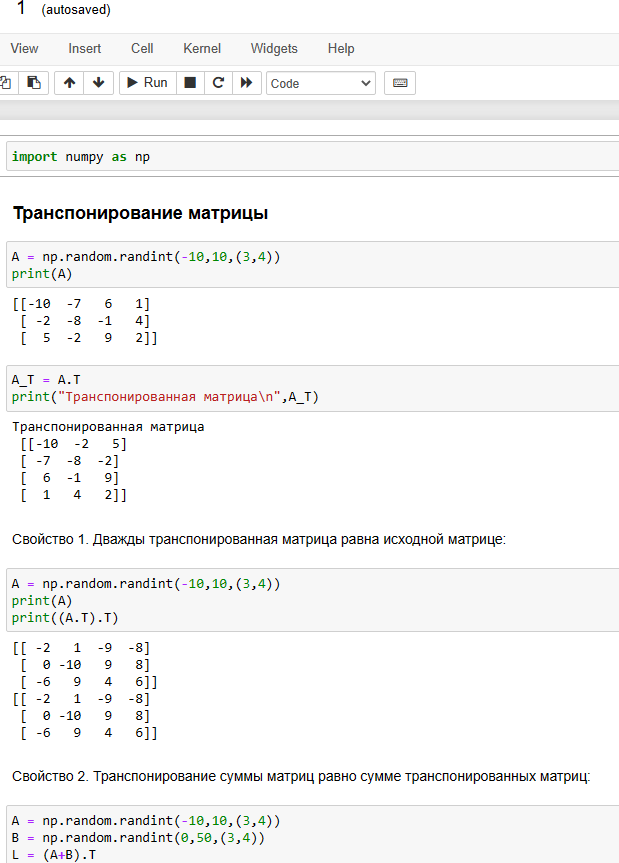 1 (autosaved)
View Insert Cell Kernel Widgets Help
Run Code
import numpy as np
Транспонирование матрицы
A = np.random.randint(-10,10,(3,4))
print(A)
[[-10  -7   6   1]
 [ -2  -8  -1   4]
 [  5  -2   9   2]]
A_T = A.T
print("Транспонированная матрица\n",A_T)
Транспонированная матрица
 [[-10  -2   5]
 [ -7  -8  -2]
 [  6  -1   9]
 [  1   4   2]]
Свойство 1. Дважды транспонированная матрица равна исходной матрице:
A = np.random.randint(-10,10,(3,4))
print(A)
print((A.T).T)
[[ -2   1  -9  -8]
 [  0 -10   9   8]
 [ -6   9   4   6]]
[[ -2   1  -9  -8]
 [  0 -10   9   8]
 [ -6   9   4   6]]
Свойство 2. Транспонирование суммы матриц равно сумме транспонированных матриц:
A = np.random.randint(-10,10,(3,4))
B = np.random.randint(0,50,(3,4))
L = (A+B).T